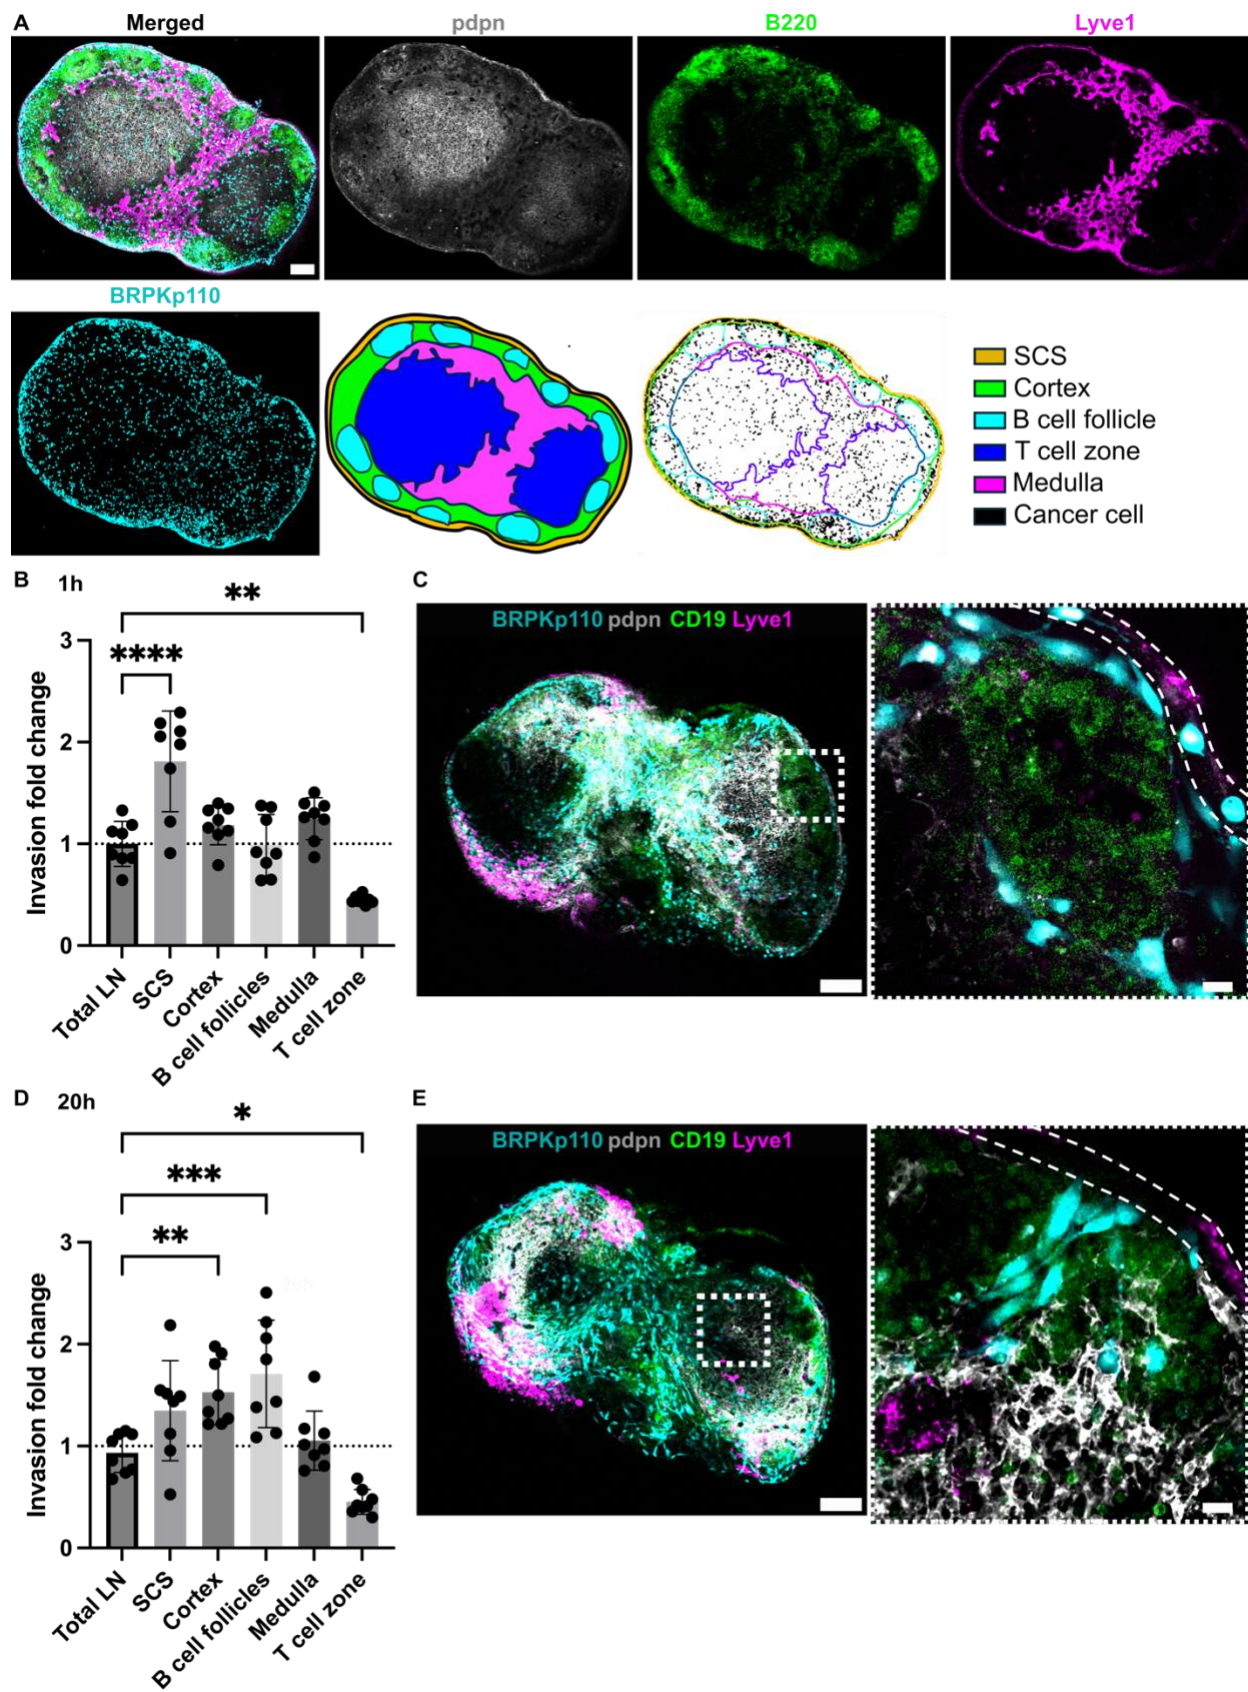 A
Merged
pdpn
B220
Lyve1
BRPKp110
SCS
Cortex
B cell follicle
T cell zone
Medulla
Cancer cell
B
1h
**
****
3
2
1
0
Invasion fold change
Total LN
SCS
Cortex
B cell follicles
Medulla
T cell zone
C
BRPKp110 pdpn CD19 Lyve1
D
20h
*
***
**
3
2
1
0
Invasion fold change
Total LN
SCS
Cortex
B cell follicles
Medulla
T cell zone
E
BRPKp110 pdpn CD19 Lyve1